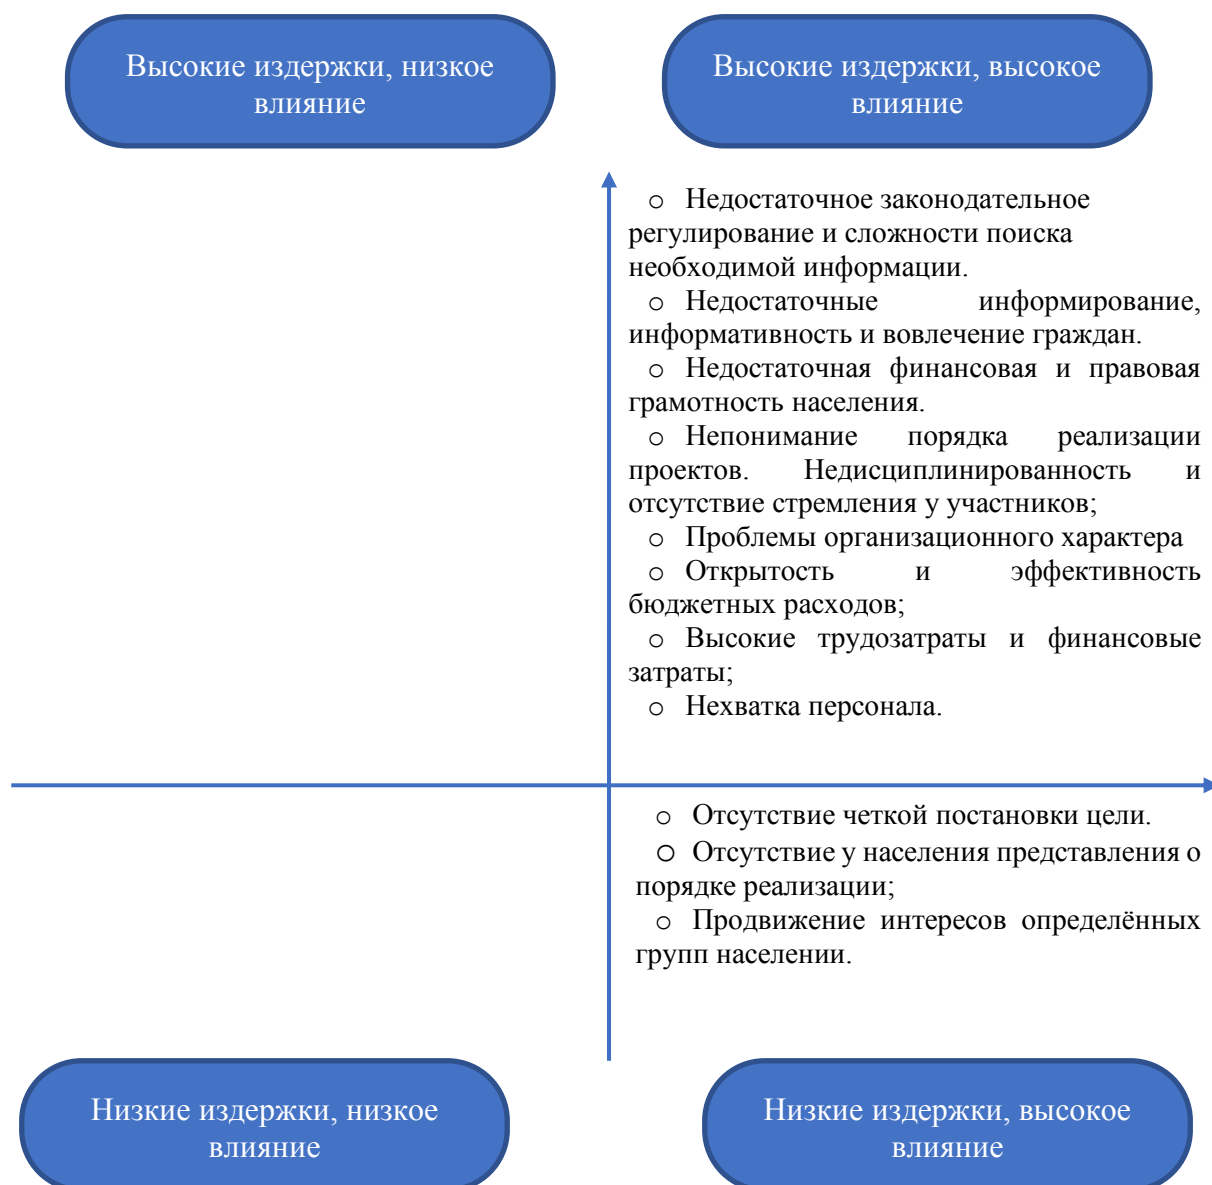 Высокие издержки, низкое
влияние
Высокие издержки, высокое
влияние
o Недостаточное законодательное
регулирование и сложности поиска
необходимой информации.
o Недостаточные информирование,
информативность и вовлечение граждан.
o Недостаточная финансовая и правовая
грамотность населения.
o Непонимание порядка реализации
проектов. Недисциплинированность и
отсутствие стремления у участников;
o Проблемы организационного характера
o Открытость и эффективность
бюджетных расходов;
o Высокие трудозатраты и финансовые
затраты;
o Нехватка персонала.
o Отсутствие четкой постановки цели.
o Отсутствие у населения представления о
порядке реализации;
o Продвижение интересов определённых
групп населении.
Низкие издержки, низкое
влияние
Низкие издержки, высокое
влияние